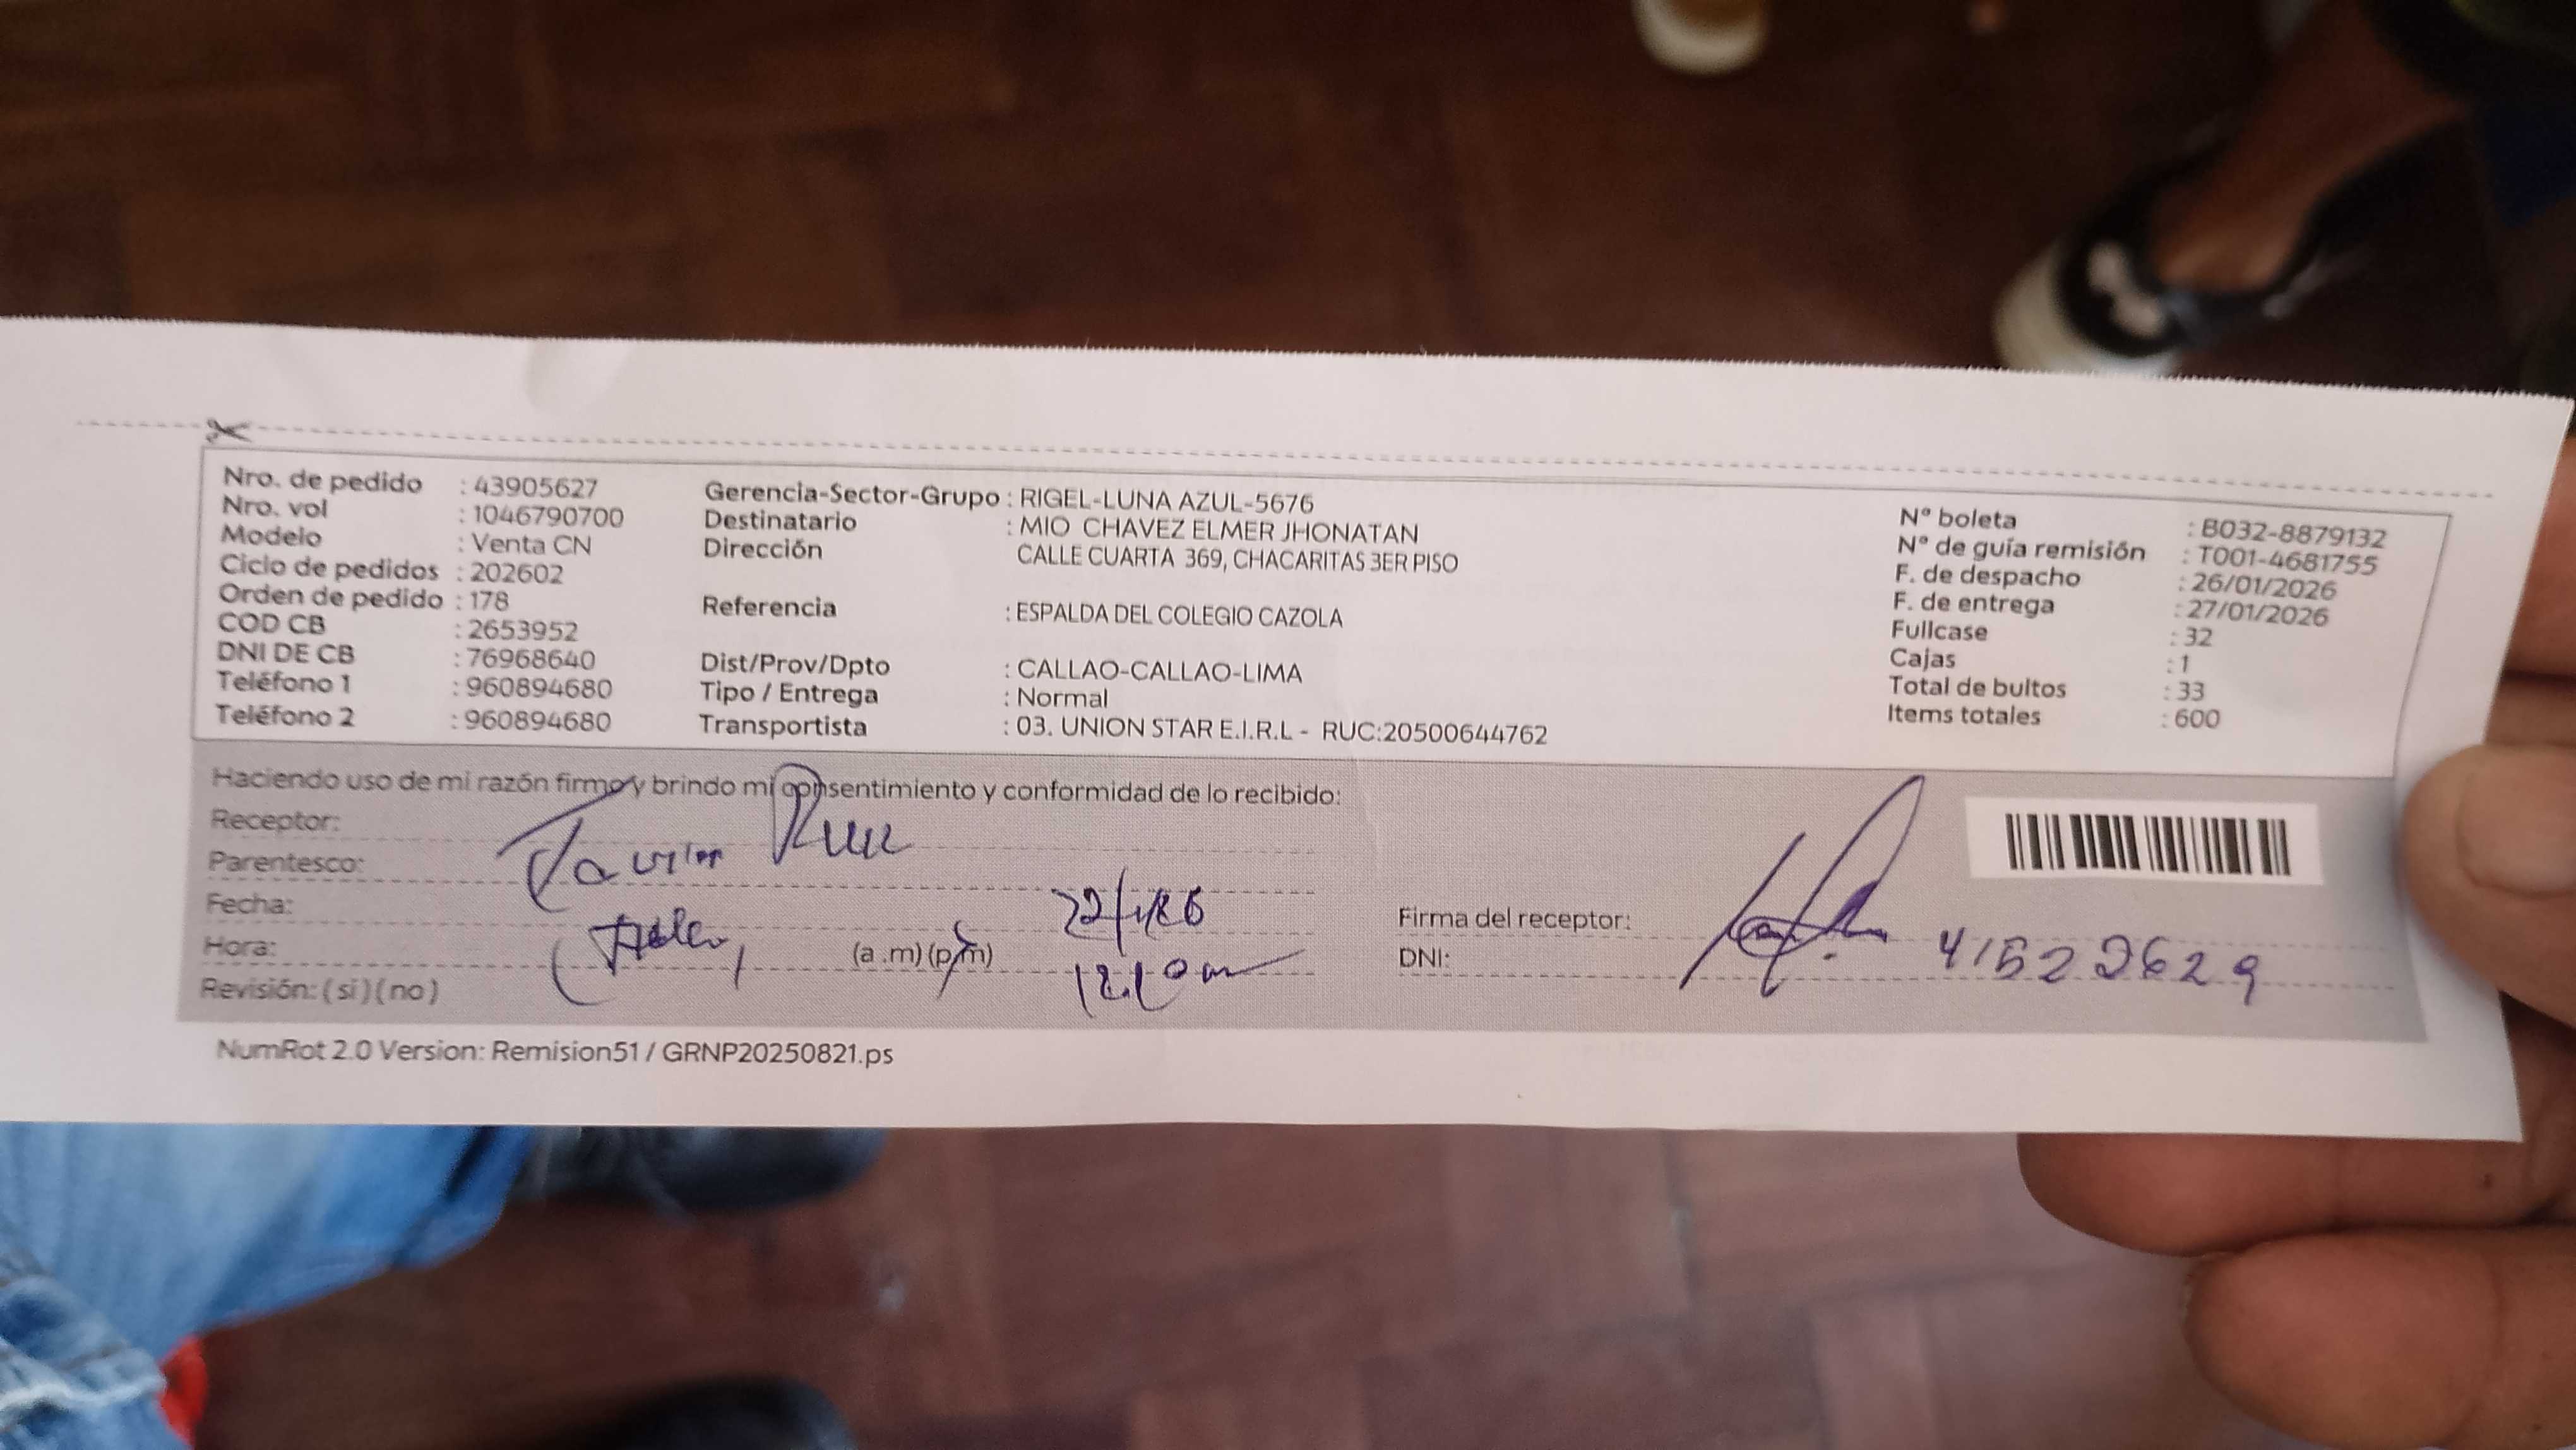 Nro. de pedido : 43905627
Nro. vol : 1046790700
Modelo : Venta CN
Ciclo de pedidos : 202602
Orden de pedido : 178
COD CB : 2653952
DNI DE CB : 76968640
Teléfono 1 : 960894680
Teléfono 2 : 960894680
Gerencia-Sector-Grupo : RIGEL-LUNA AZUL-5676
Destinatario : MIO CHAVEZ ELMER JHONATAN
Dirección CALLE CUARTA 369, CHACARITAS 3ER PISO
Referencia : ESPALDA DEL COLEGIO CAZOLA
Dist/Prov/Dpto : CALLAO-CALLAO-LIMA
Tipo / Entrega : Normal
Transportista : 03. UNION STAR E.I.R.L - RUC:20500644762
N° boleta : B032-8879132
N° de guía remisión : T001-4681755
F. de despacho : 26/01/2026
F. de entrega : 27/01/2026
Fullcase : 32
Cajas : 1
Total de bultos : 33
Items totales : 600
Haciendo uso de mi razón firmo y brindo mi consentimiento y conformidad de lo recibido:
Receptor: Javier
Parentesco:
Fecha:
Hora: (a .m) (p.m)
Revisión: ( si ) ( no )
Firma del receptor:
DNI: 41522629
NumRot 2.0 Version: Remision51 / GRNP20250821.ps